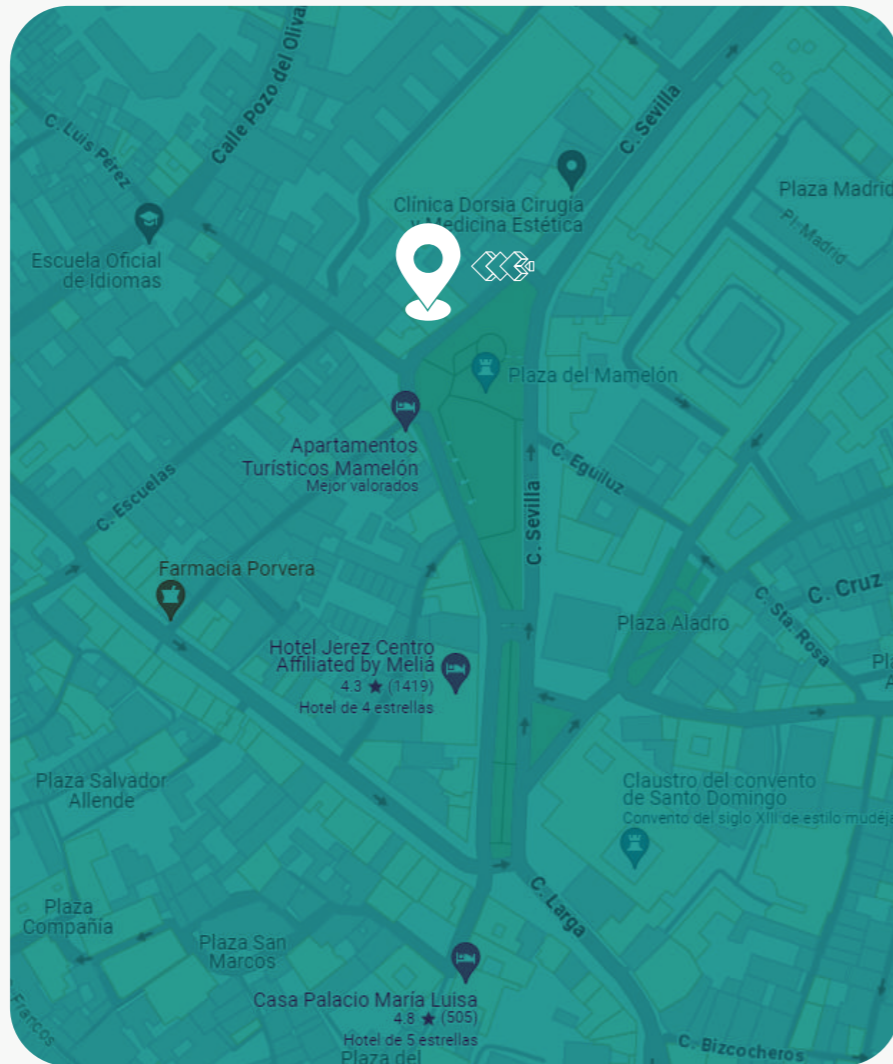 Calle Pozo del Olivar
C. Luis Pérez
C. Sevilla
Clínica Dorsia Cirugía
y Medicina Estética
Plaza Madrid
Pl. Madrid
Escuela Oficial
de Idiomas
Plaza del Mamelón
Apartamentos
Turísticos Mamelón
Mejor valorados
C. Eguiluz
C. Escuelas
C. Sevilla
Farmacia Porvera
C. Cruz
C. Sta. Rosa
Plaza Aladro
Hotel Jerez Centro
Affiliated by Meliá
4.3 ★ (1419)
Hotel de 4 estrellas
Plaza Salvador
Allende
Claustro del convento
de Santo Domingo
Convento del siglo XIII de estilo mudéja
C. Larga
Plaza
Compañía
Plaza San
Marcos
Casa Palacio María Luisa
4.8 ★ (505)
Hotel de 5 estrellas
Plaza del
Francos
C. Bizcocheros